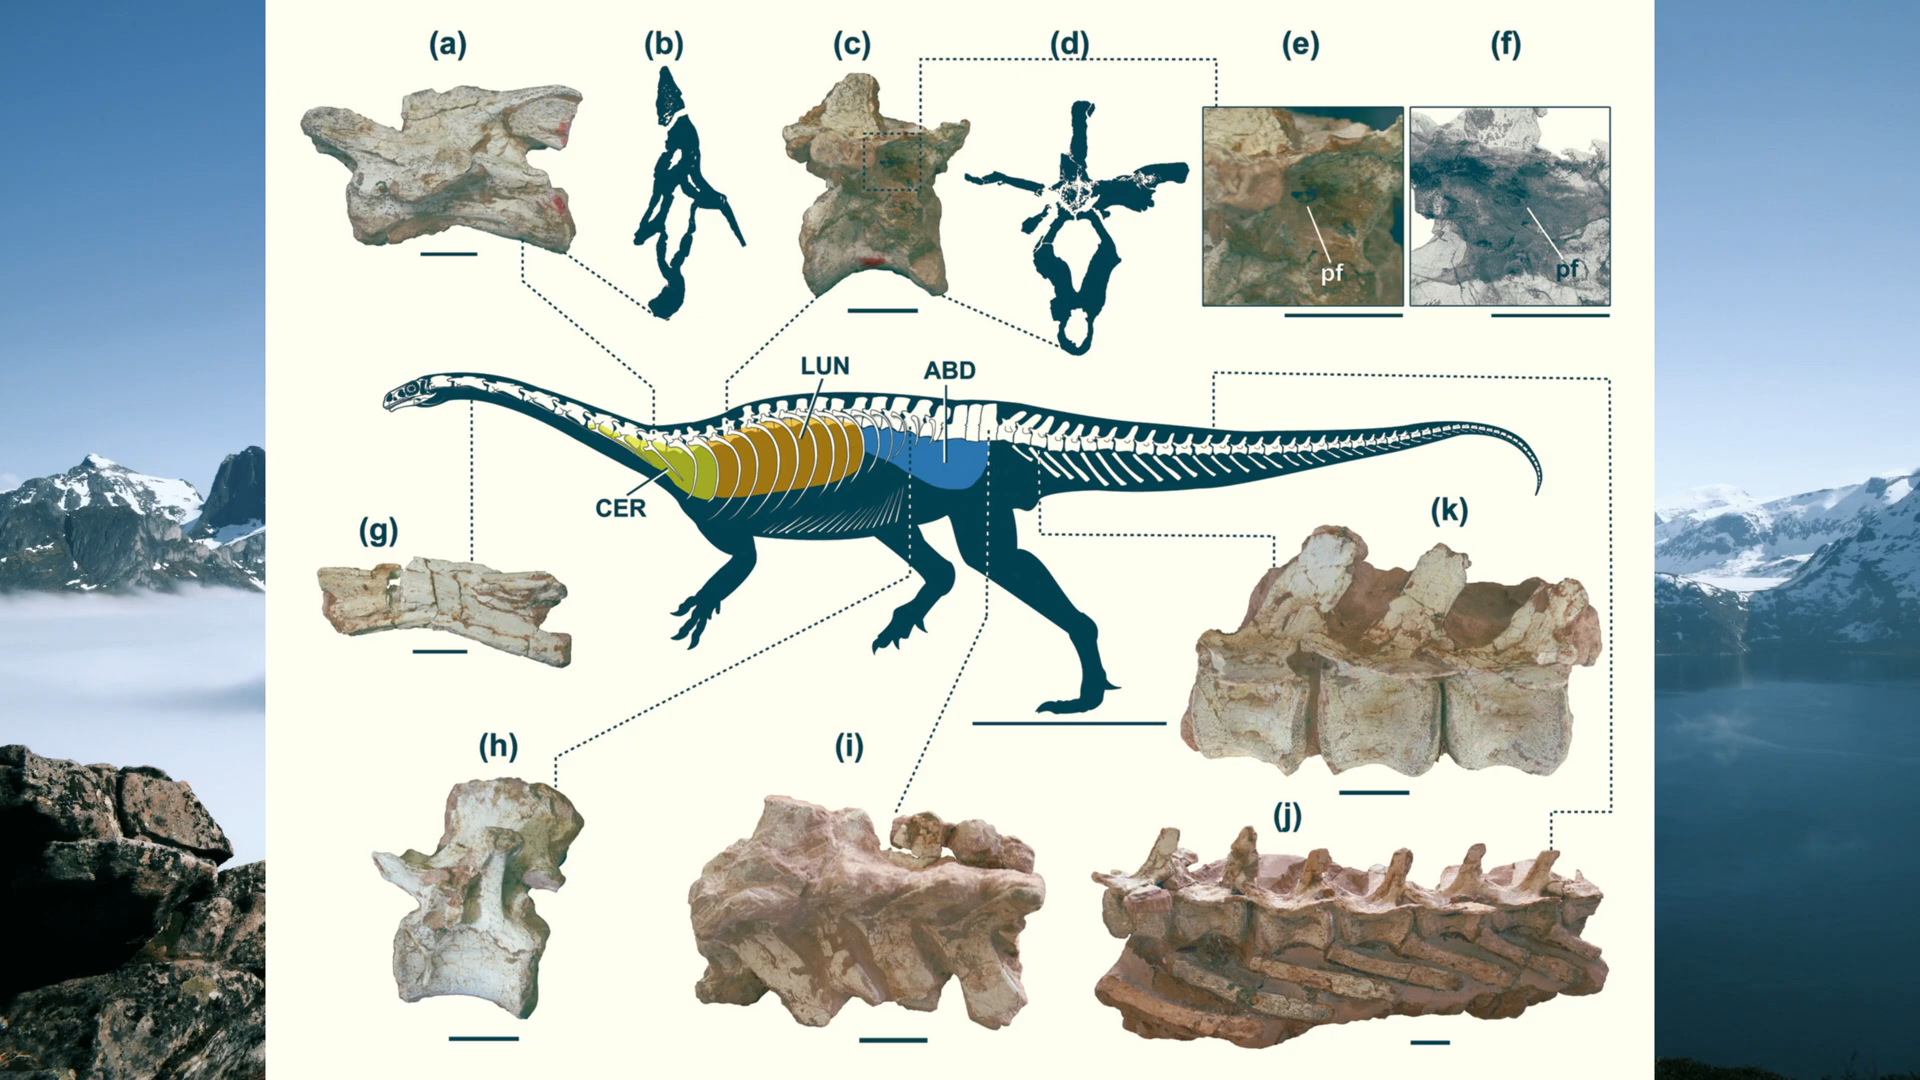 (a) (b) (c) (d) (e) (f)
pf pf
LUN ABD
CER
(g) (k)
(h) (i) (j)